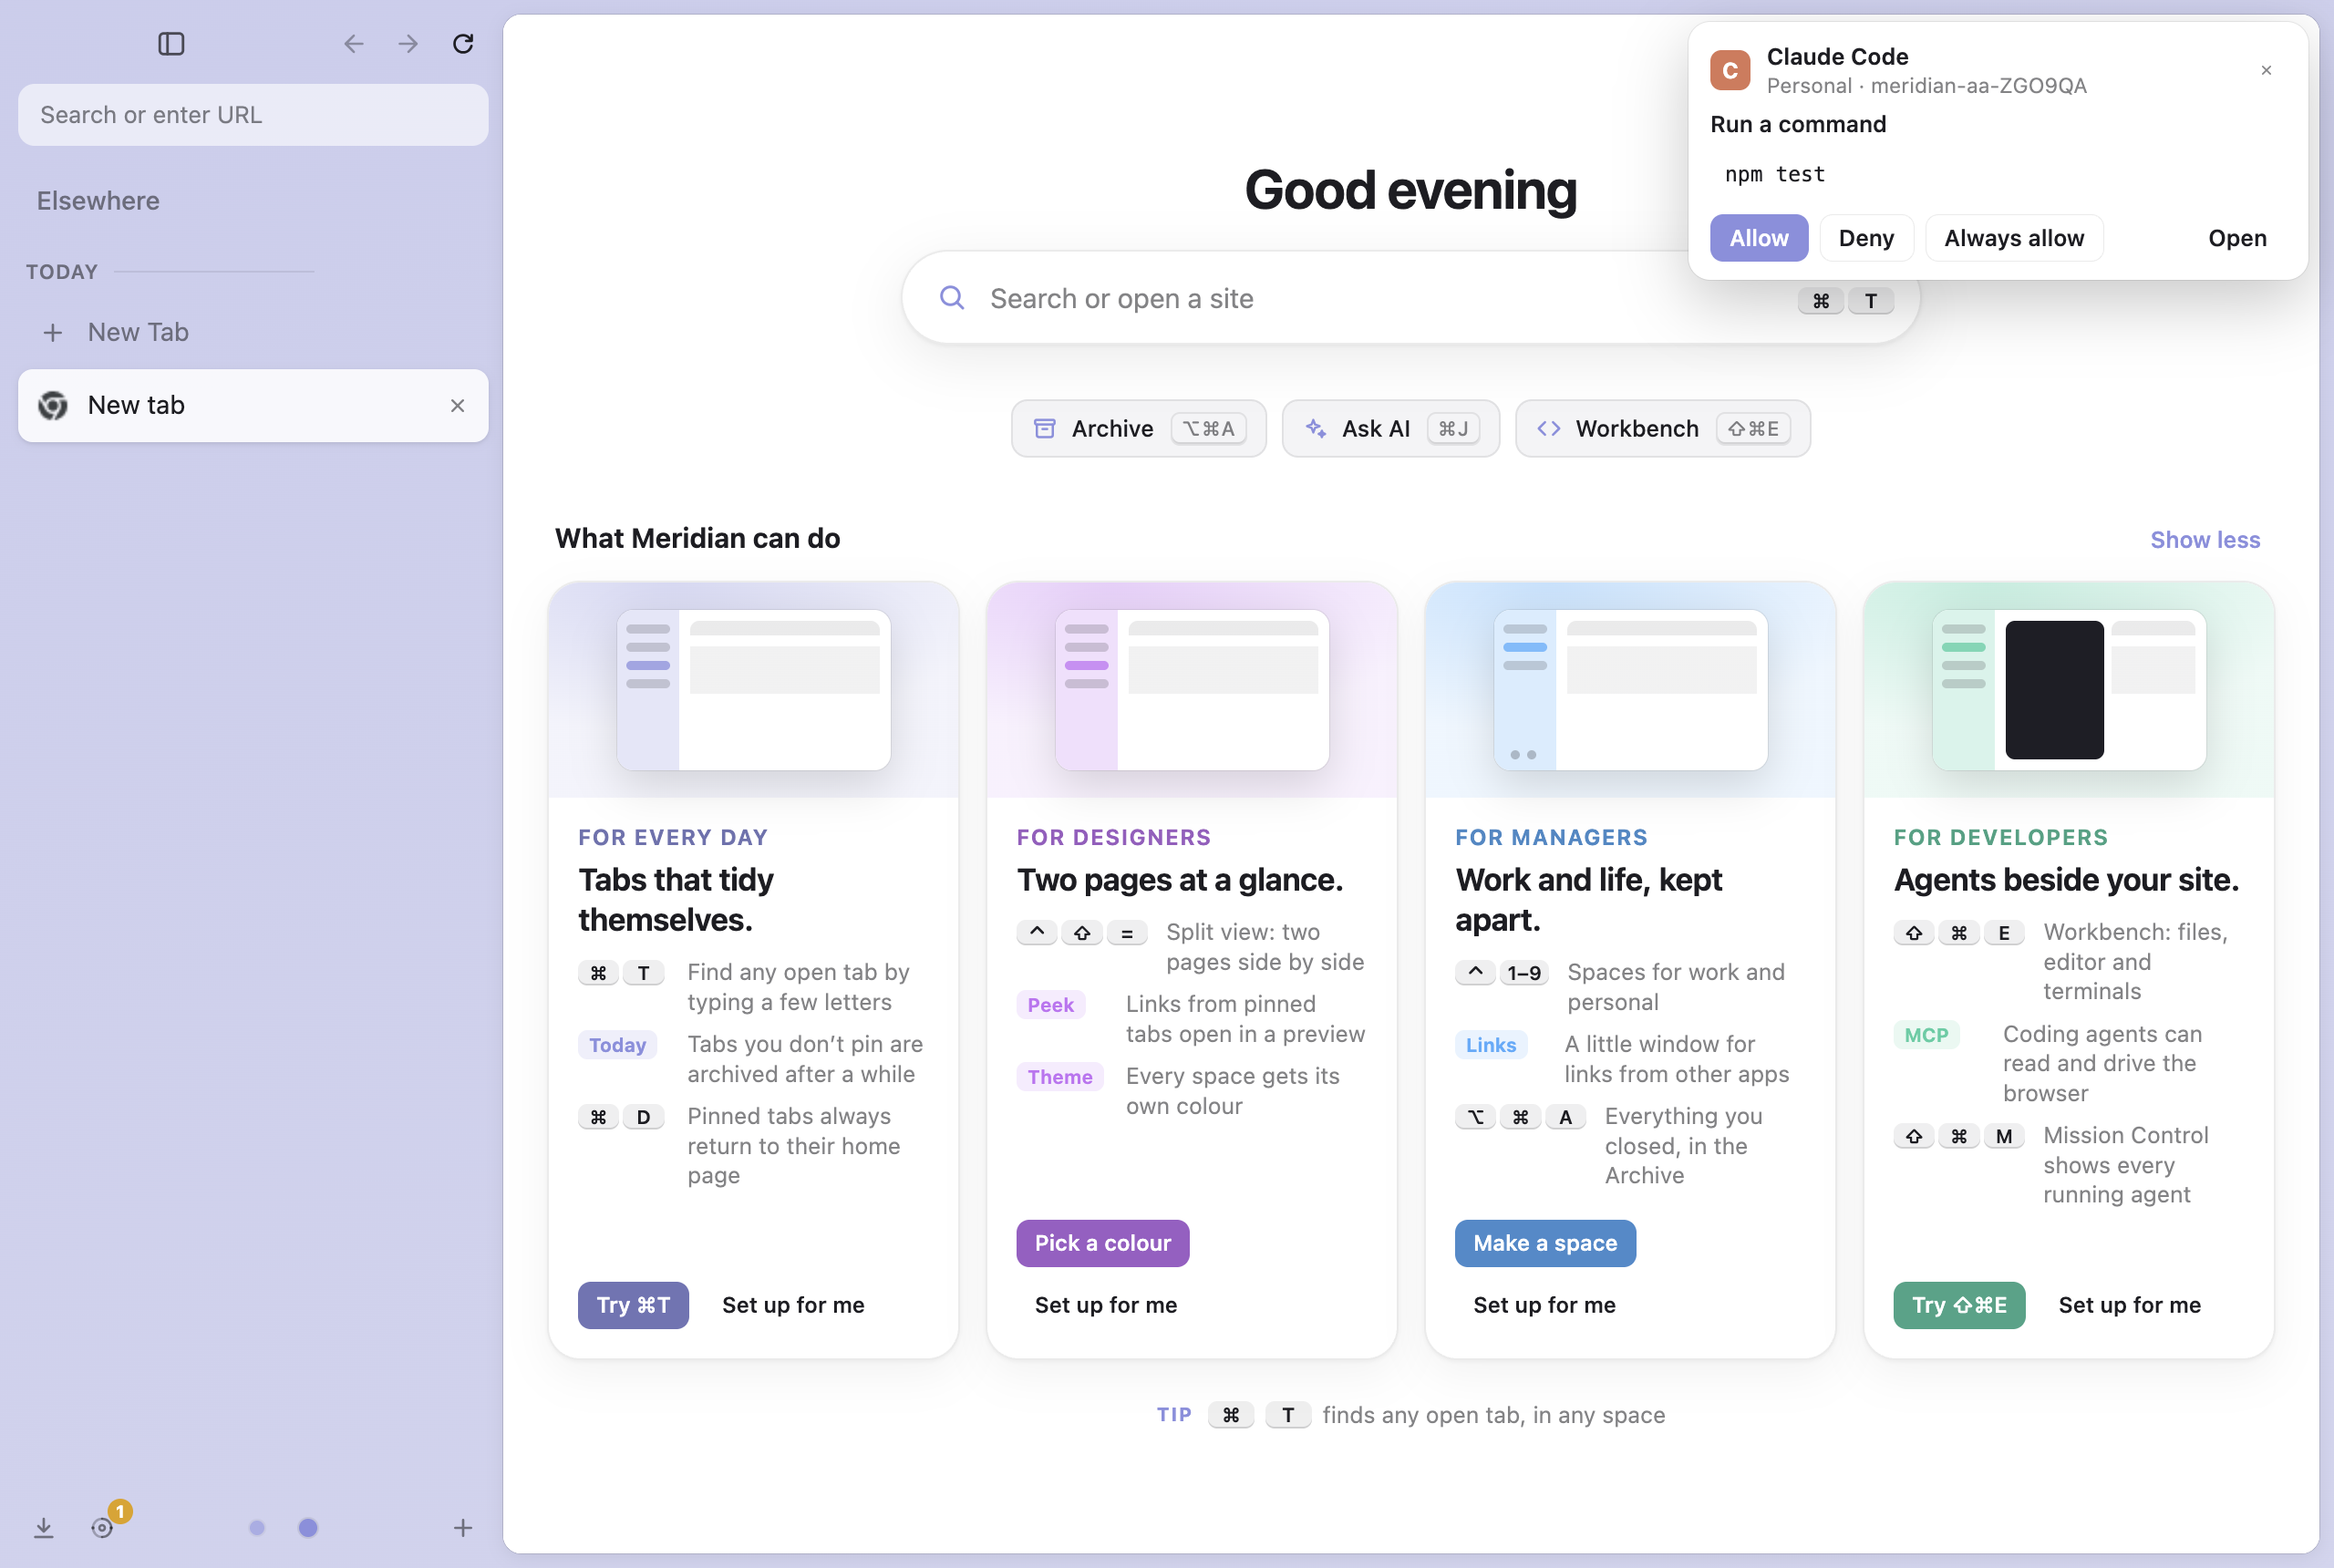 Search or enter URL
Elsewhere
TODAY
New Tab
New tab
1
C
Claude Code
Personal · meridian-aa-ZGO9QA
Run a command
npm test
Allow
Deny
Always allow
Open
Good evening
Search or open a site
⌘ T
Archive ⌥⌘A
Ask AI ⌘J
Workbench ⇧⌘E
What Meridian can do
Show less
FOR EVERY DAY
Tabs that tidy
themselves.
⌘ T Find any open tab by
typing a few letters
Today Tabs you don’t pin are
archived after a while
⌘ D Pinned tabs always
return to their home
page
Try ⌘T
Set up for me
FOR DESIGNERS
Two pages at a glance.
^ ⇧ = Split view: two
pages side by side
Peek Links from pinned
tabs open in a preview
Theme Every space gets its
own colour
Pick a colour
Set up for me
FOR MANAGERS
Work and life, kept
apart.
^ 1–9 Spaces for work and
personal
Links A little window for
links from other apps
⌥ ⌘ A Everything you
closed, in the
Archive
Make a space
Set up for me
FOR DEVELOPERS
Agents beside your site.
⇧ ⌘ E Workbench: files,
editor and
terminals
MCP Coding agents can
read and drive the
browser
⇧ ⌘ M Mission Control
shows every
running agent
Try ⇧⌘E
Set up for me
TIP ⌘ T finds any open tab, in any space